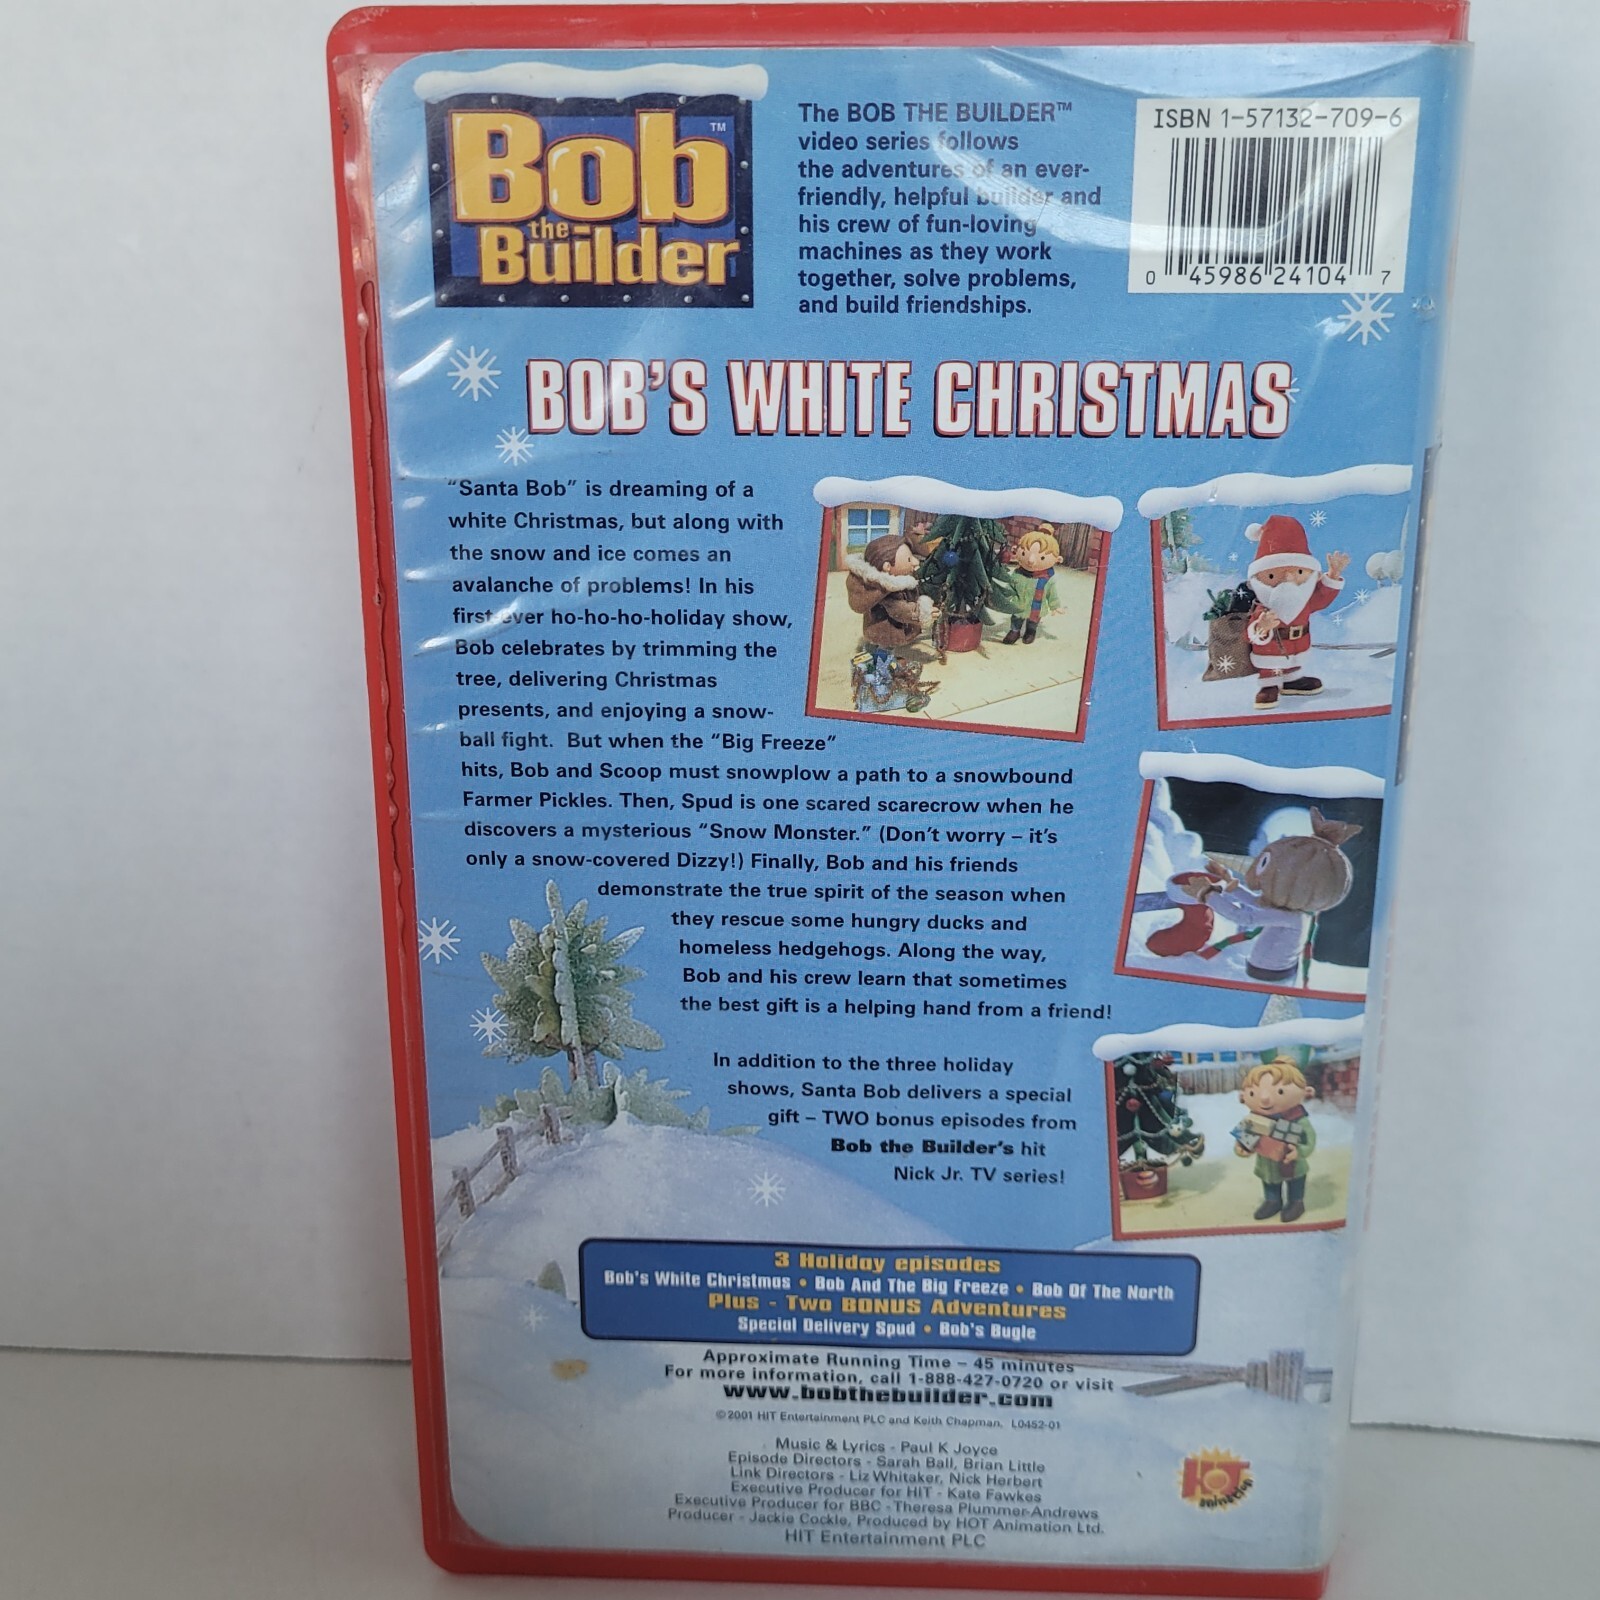 Bob
the
Builder
TM
The BOB THE BUILDER™
video series follows
the adventures of an ever-
friendly, helpful builder and
his crew of fun-loving
machines as they work
together, solve problems,
and build friendships.
ISBN 1-57132-709-6
0 45986 24104 7
BOB'S WHITE CHRISTMAS
"Santa Bob" is dreaming of a
white Christmas, but along with
the snow and ice comes an
avalanche of problems! In his
first-ever ho-ho-ho-holiday show,
Bob celebrates by trimming the
tree, delivering Christmas
presents, and enjoying a snow-
ball fight. But when the "Big Freeze"
hits, Bob and Scoop must snowplow a path to a snowbound
Farmer Pickles. Then, Spud is one scared scarecrow when he
discovers a mysterious "Snow Monster." (Don't worry – it's
only a snow-covered Dizzy!) Finally, Bob and his friends
demonstrate the true spirit of the season when
they rescue some hungry ducks and
homeless hedgehogs. Along the way,
Bob and his crew learn that sometimes
the best gift is a helping hand from a friend!
In addition to the three holiday
shows, Santa Bob delivers a special
gift – TWO bonus episodes from
Bob the Builder's hit
Nick Jr. TV series!
3 Holiday episodes
Bob's White Christmas • Bob And The Big Freeze • Bob Of The North
Plus - Two BONUS Adventures
Special Delivery Spud • Bob's Bugle
Approximate Running Time – 45 minutes
For more information, call 1-888-427-0720 or visit
www.bobthebuilder.com
©2001 HIT Entertainment PLC and Keith Chapman. L0452-01
Music & Lyrics - Paul K Joyce
Episode Directors - Sarah Ball, Brian Little
Link Directors - Liz Whitaker, Nick Herbert
Executive Producer for HIT - Kate Fawkes
Executive Producer for BBC - Theresa Plummer-Andrews
Producer - Jackie Cockle, Produced by HOT Animation Ltd.
HIT Entertainment PLC
HOT
animation